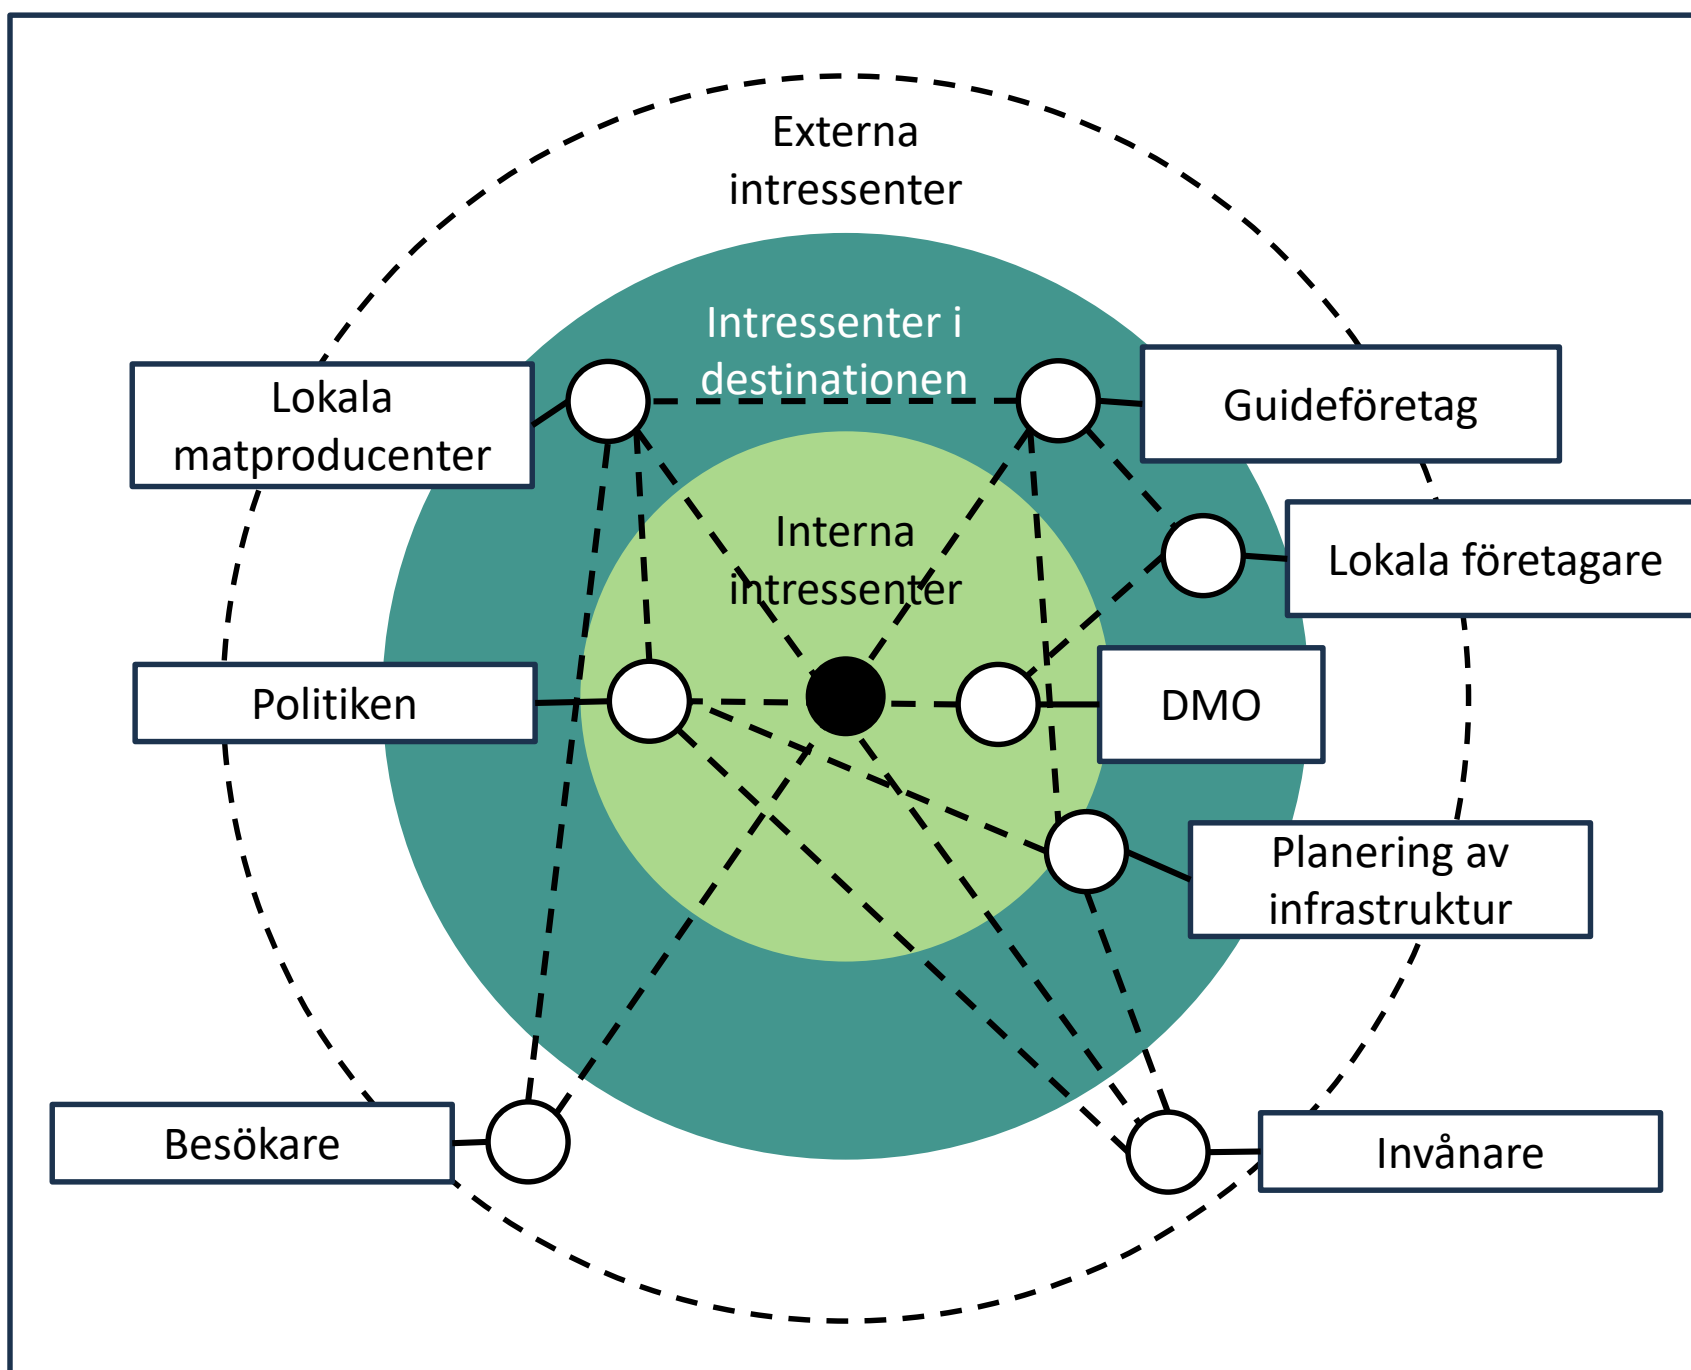 Externa
intressenter
Intressenter i
destinationen
Lokala
matproducenter
Guideföretag
Interna
intressenter
Lokala företagare
Politiken
DMO
Planering av
infrastruktur
Besökare
Invånare